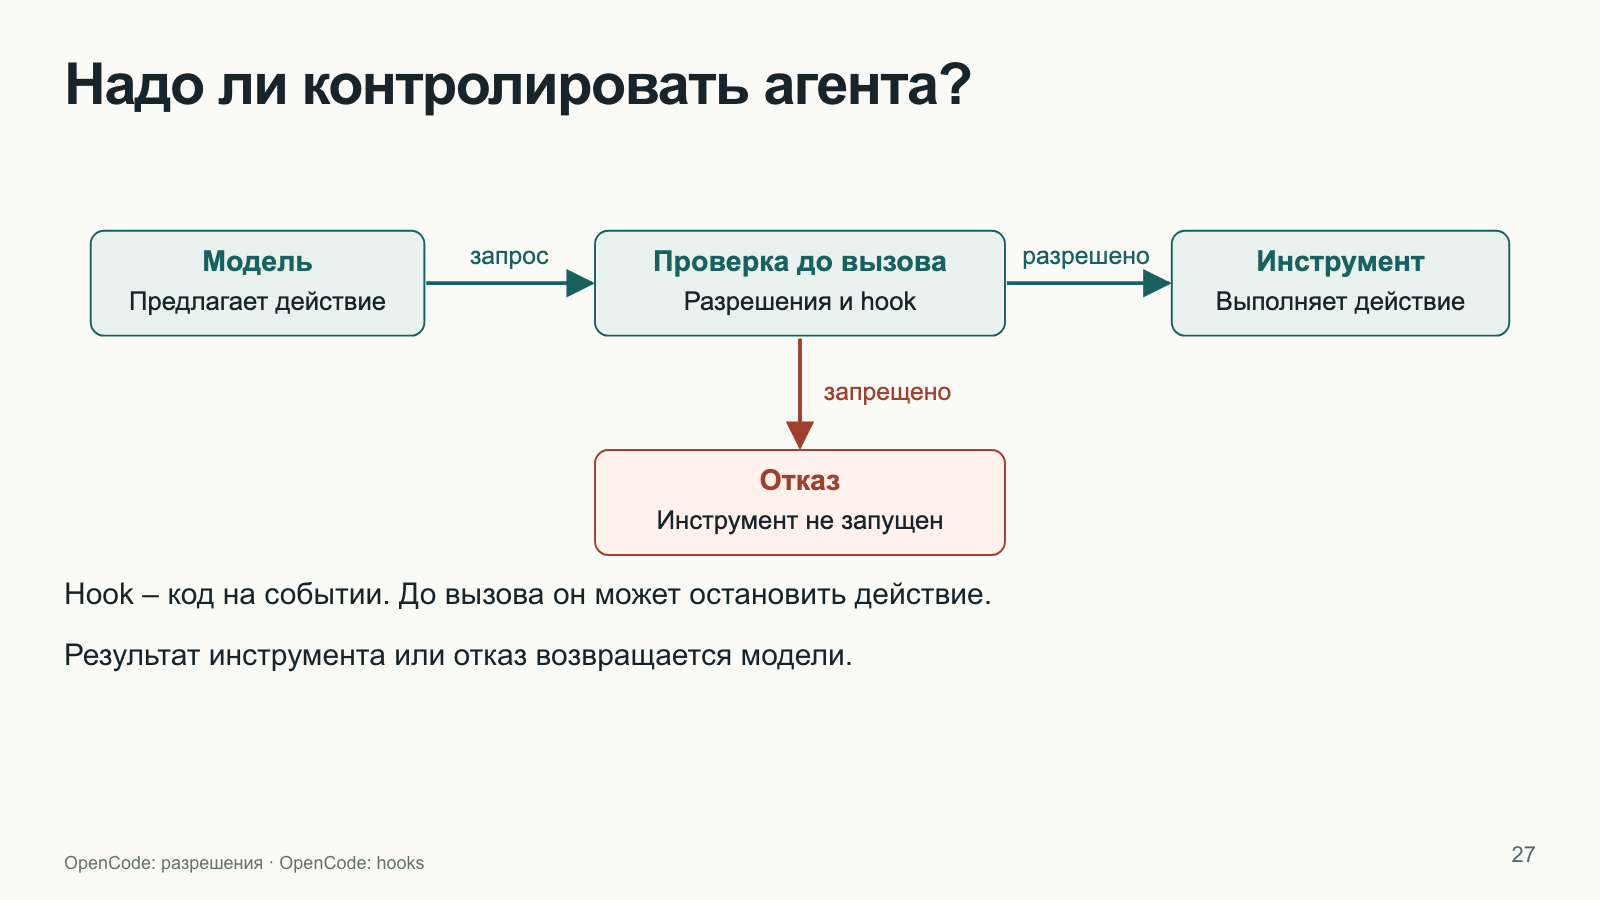 Надо ли контролировать агента?
Модель
Предлагает действие
запрос
Проверка до вызова
Разрешения и hook
разрешено
Инструмент
Выполняет действие
запрещено
Отказ
Инструмент не запущен
Hook – код на событии. До вызова он может остановить действие.
Результат инструмента или отказ возвращается модели.
OpenCode: разрешения · OpenCode: hooks
27